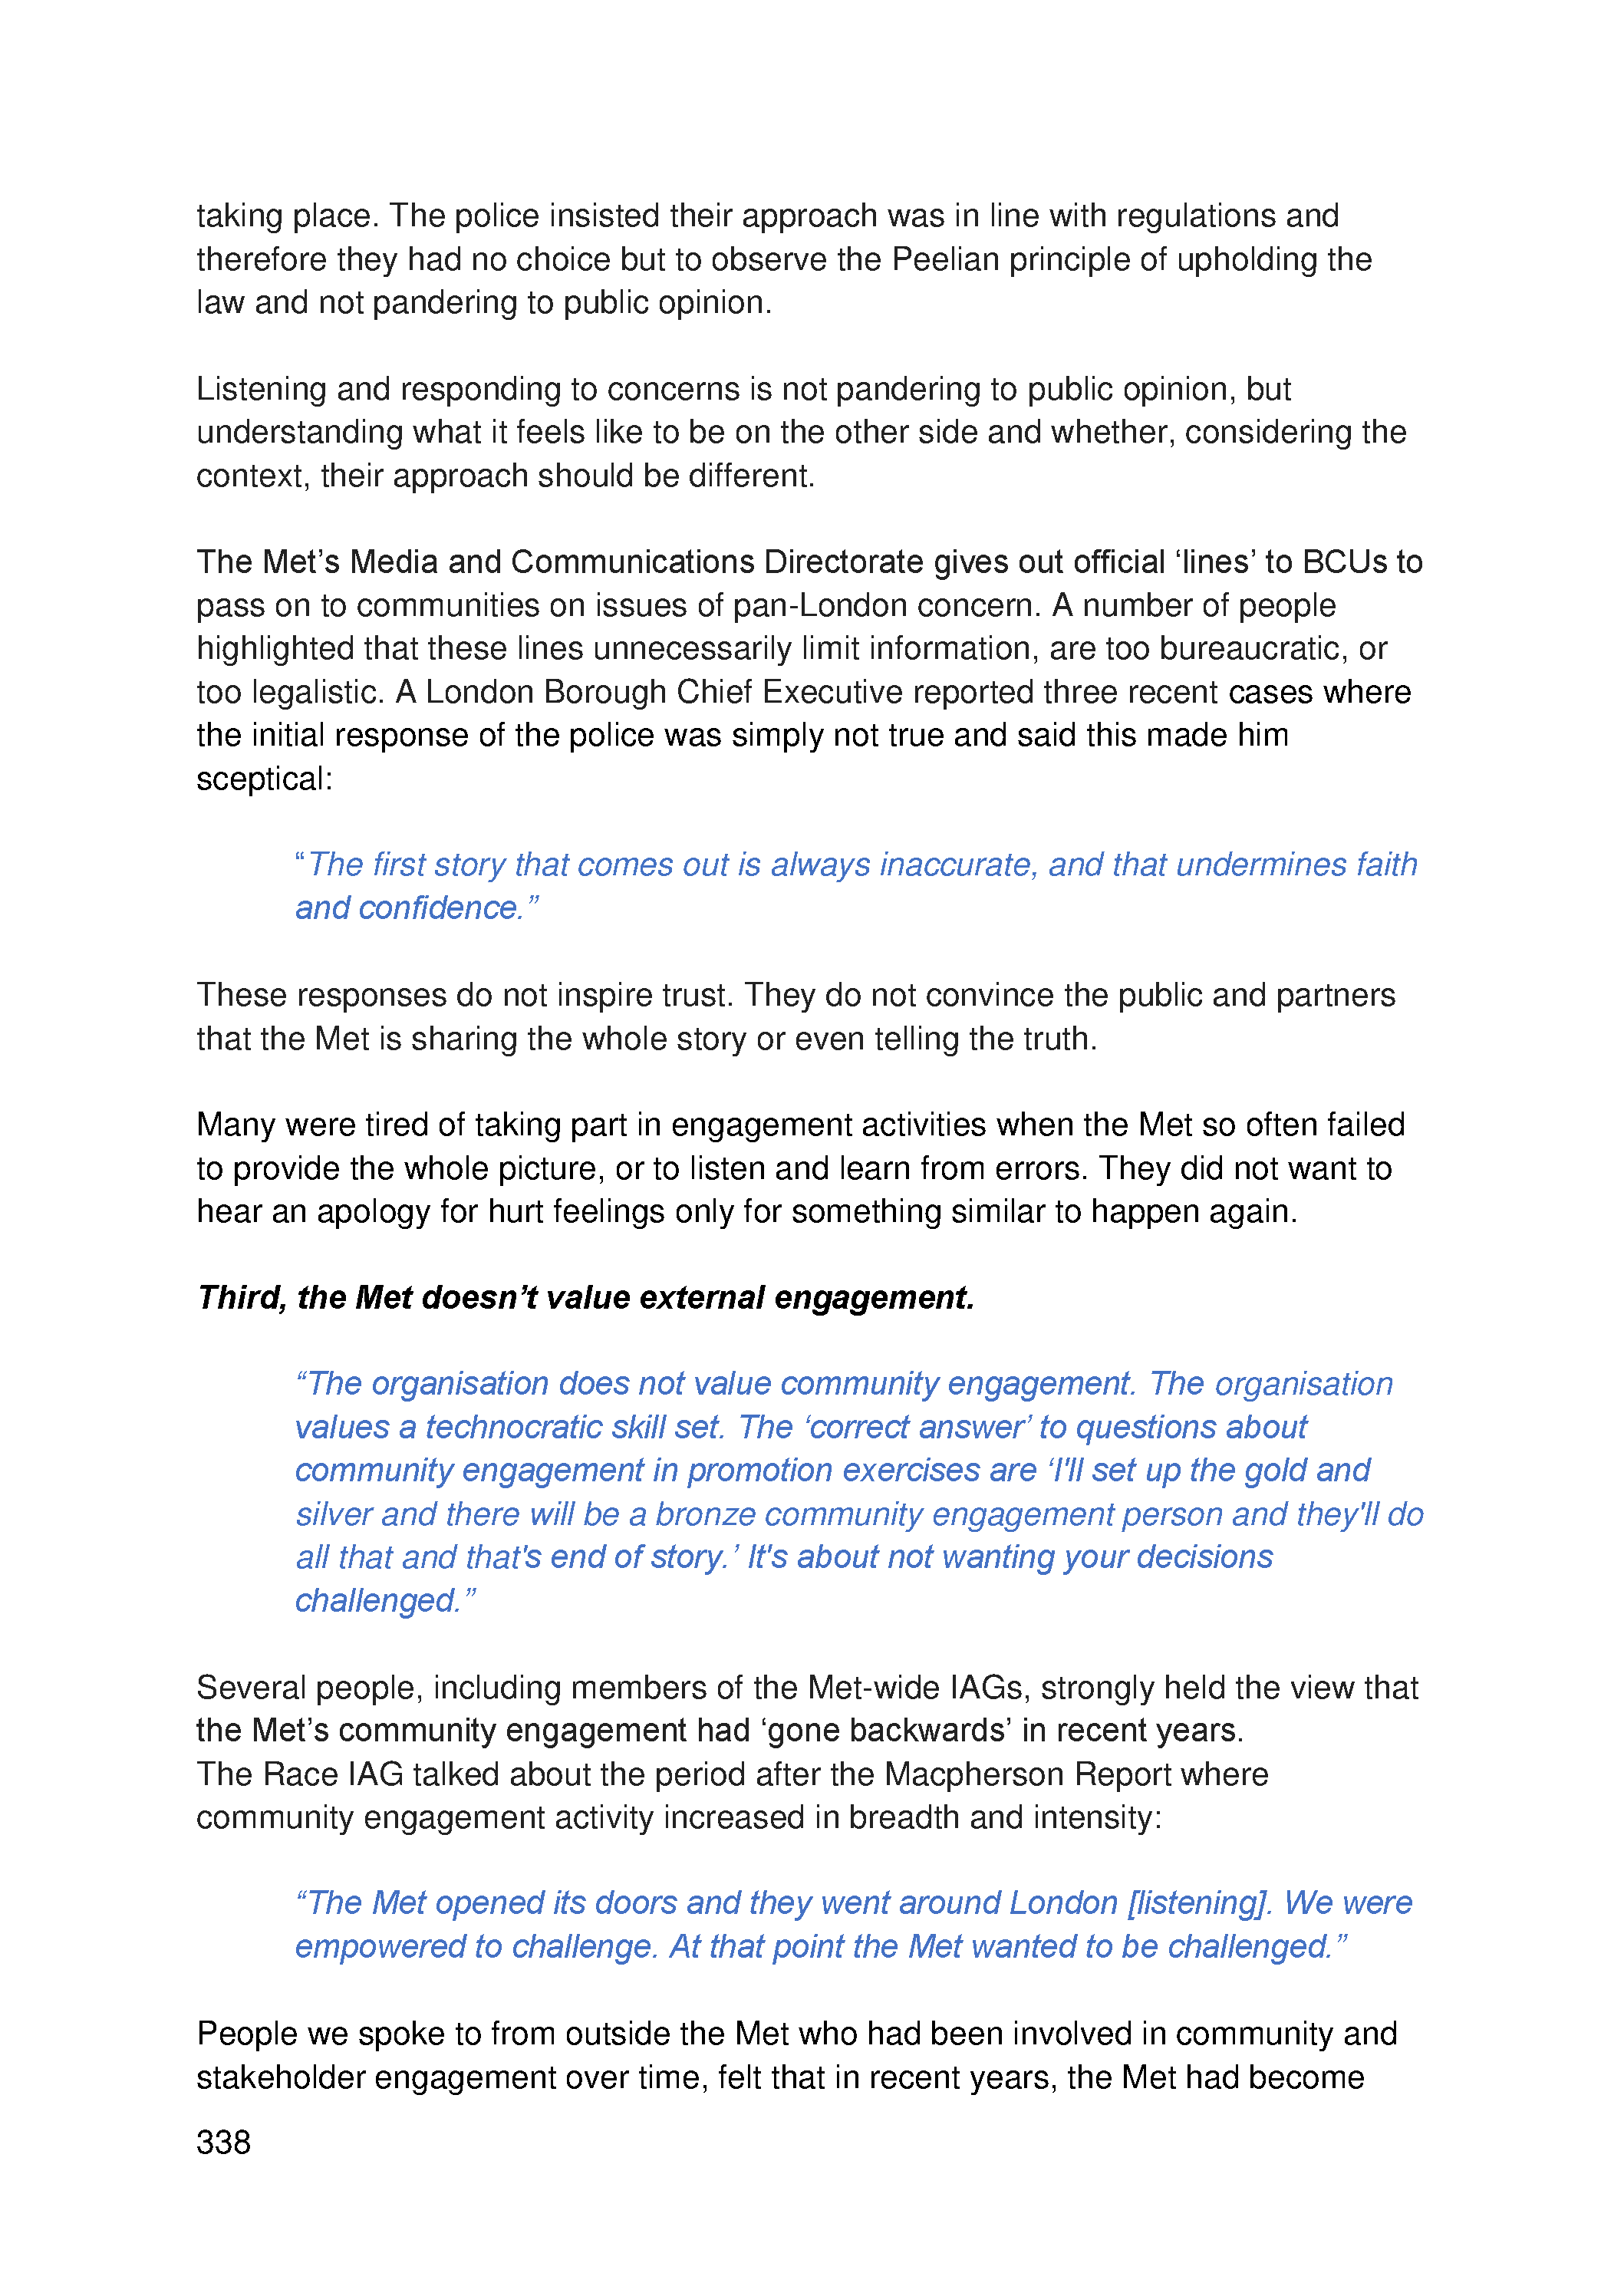 taking place. The police insisted their approach was in line with regulations and
therefore they had no choice but to observe the Peelian principle of upholding the
law and not pandering to public opinion.
Listening and responding to concerns is not pandering to public opinion, but
understanding what it feels like to be on the other side and whether, considering the
context, their approach should be different.
The Met’s Media and Communications Directorate gives out official ‘lines’ to BCUs to
pass on to communities on issues of pan-London concern. A number of people
highlighted that these lines unnecessarily limit information, are too bureaucratic, or
too legalistic. A London Borough Chief Executive reported three recent cases where
the initial response of the police was simply not true and said this made him
sceptical:
“The first story that comes out is always inaccurate, and that undermines faith
and confidence.”
These responses do not inspire trust. They do not convince the public and partners
that the Met is sharing the whole story or even telling the truth.
Many were tired of taking part in engagement activities when the Met so often failed
to provide the whole picture, or to listen and learn from errors. They did not want to
hear an apology for hurt feelings only for something similar to happen again.
Third, the Met doesn’t value external engagement.
“The organisation does not value community engagement. The organisation
values a technocratic skill set. The ‘correct answer’ to questions about
community engagement in promotion exercises are ‘I'll set up the gold and
silver and there will be a bronze community engagement person and they'll do
all that and that's end of story.’ It's about not wanting your decisions
challenged.”
Several people, including members of the Met-wide IAGs, strongly held the view that
the Met’s community engagement had ‘gone backwards’ in recent years.
The Race IAG talked about the period after the Macpherson Report where
community engagement activity increased in breadth and intensity:
“The Met opened its doors and they went around London [listening]. We were
empowered to challenge. At that point the Met wanted to be challenged.”
People we spoke to from outside the Met who had been involved in community and
stakeholder engagement over time, felt that in recent years, the Met had become
338